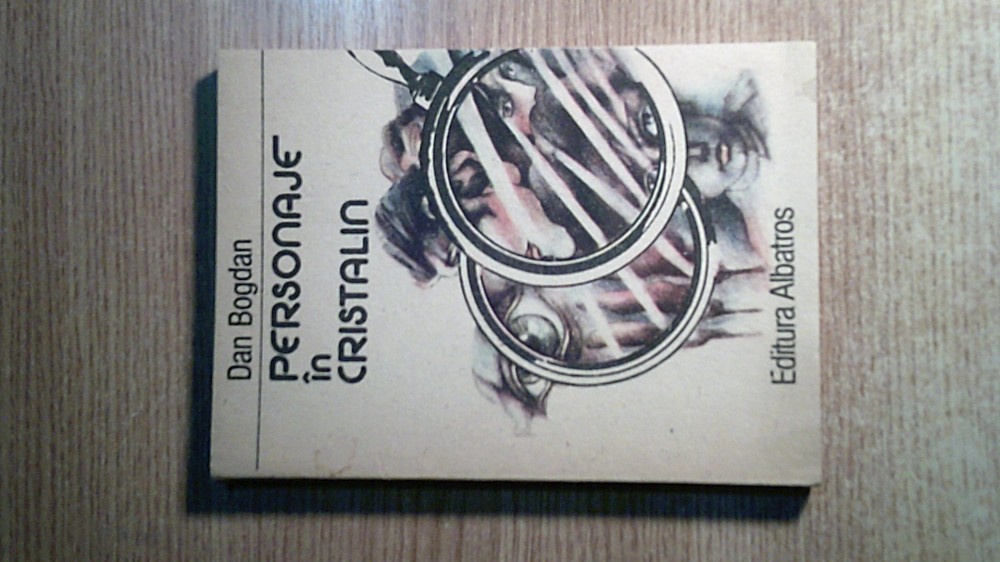 Dan Bogdan
PERSONAJE
în
CRISTALIN
Editura Albatros